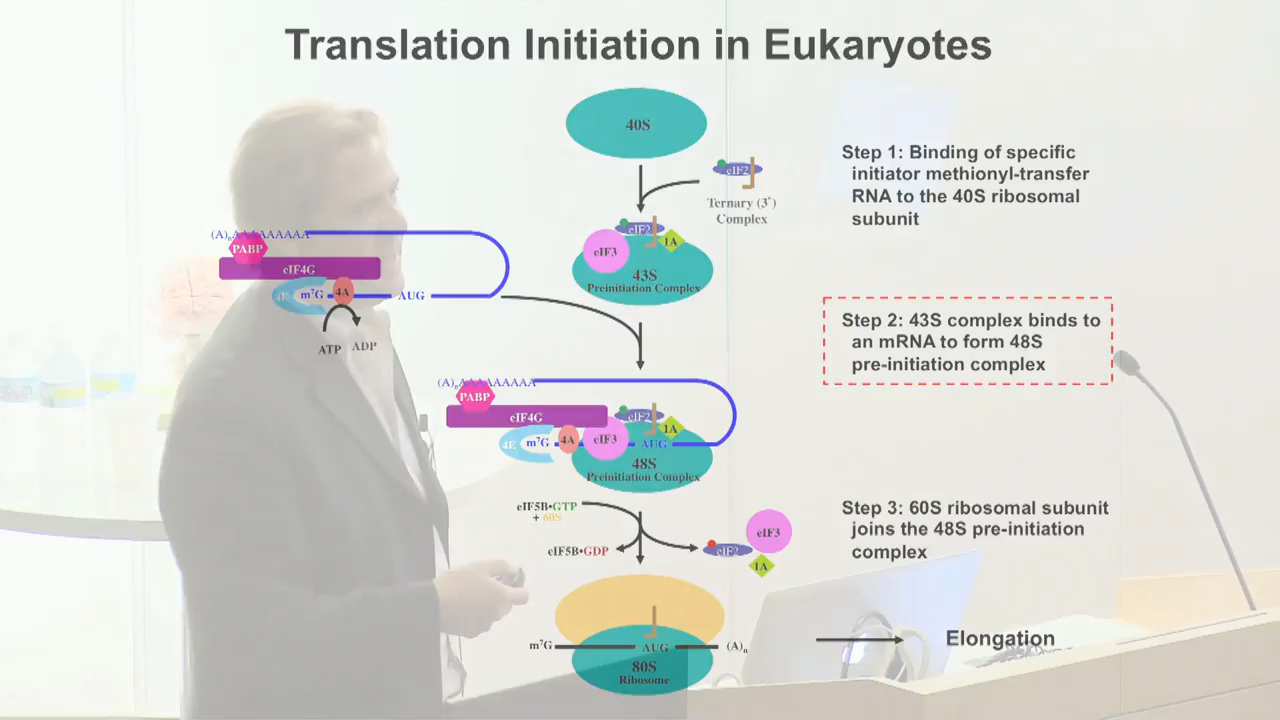 Translation Initiation in Eukaryotes
40S
eIF2
Ternary (3°)
Complex
Step 1: Binding of specific
initiator methionyl-transfer
RNA to the 40S ribosomal
subunit
(A)nAAAAAAAA
PABP
eIF4G
4E
m7G
4A
AUG
ATP
ADP
eIF2
eIF3
1A
43S
Preinitiation Complex
Step 2: 43S complex binds to
an mRNA to form 48S
pre-initiation complex
(A)nAAAAAAAA
PABP
eIF4G
4E
m7G
4A
eIF3
eIF2
1A
AUG
48S
Preinitiation Complex
eIF5B•GTP
+ 60S
eIF5B•GDP
eIF3
eIF2
1A
Step 3: 60S ribosomal subunit
joins the 48S pre-initiation
complex
m7G
AUG
(A)n
80S
Ribosome
Elongation